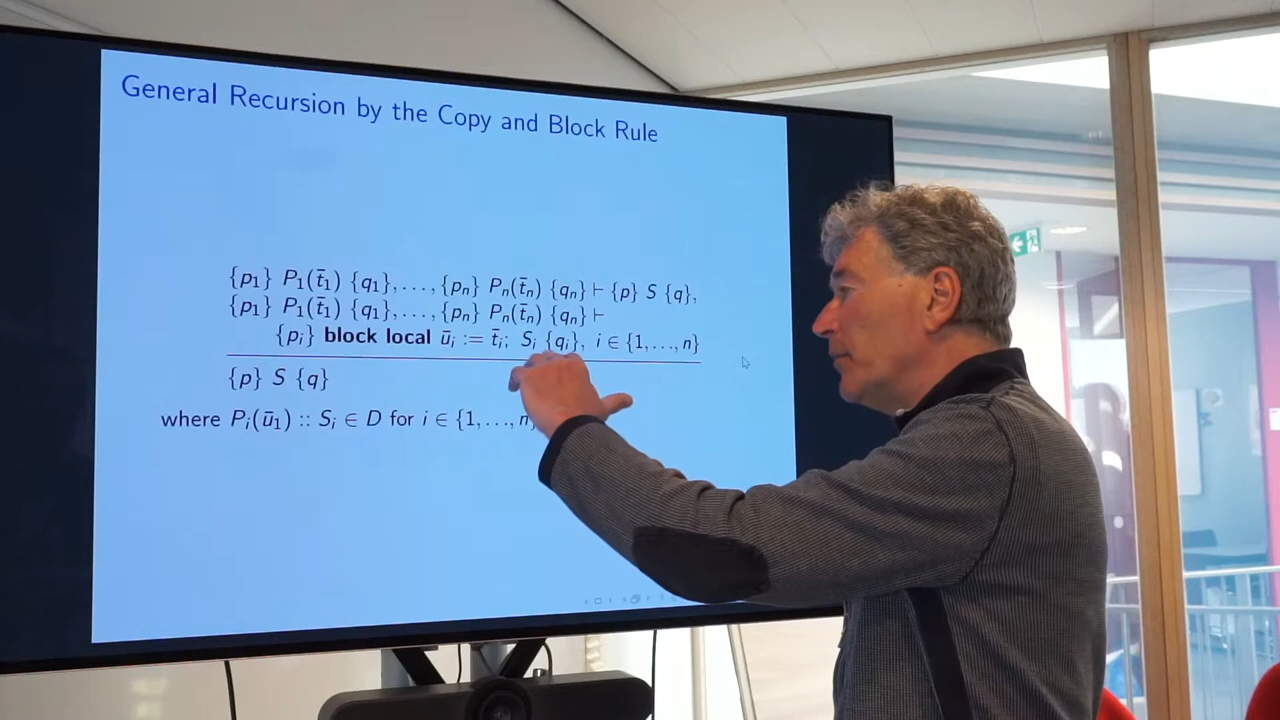 General Recursion by the Copy and Block Rule
{p₁} P₁(t̄₁) {q₁},...,{pₙ} Pₙ(t̄ₙ) {qₙ} ⊢ {p} S {q},
{p₁} P₁(t̄₁) {q₁},...,{pₙ} Pₙ(t̄ₙ) {qₙ} ⊢
{pᵢ} block local ūᵢ := t̄ᵢ; Sᵢ {qᵢ}, i ∈ {1,...,n}
{p} S {q}
where Pᵢ(ū₁) :: Sᵢ ∈ D for i ∈ {1,...,n